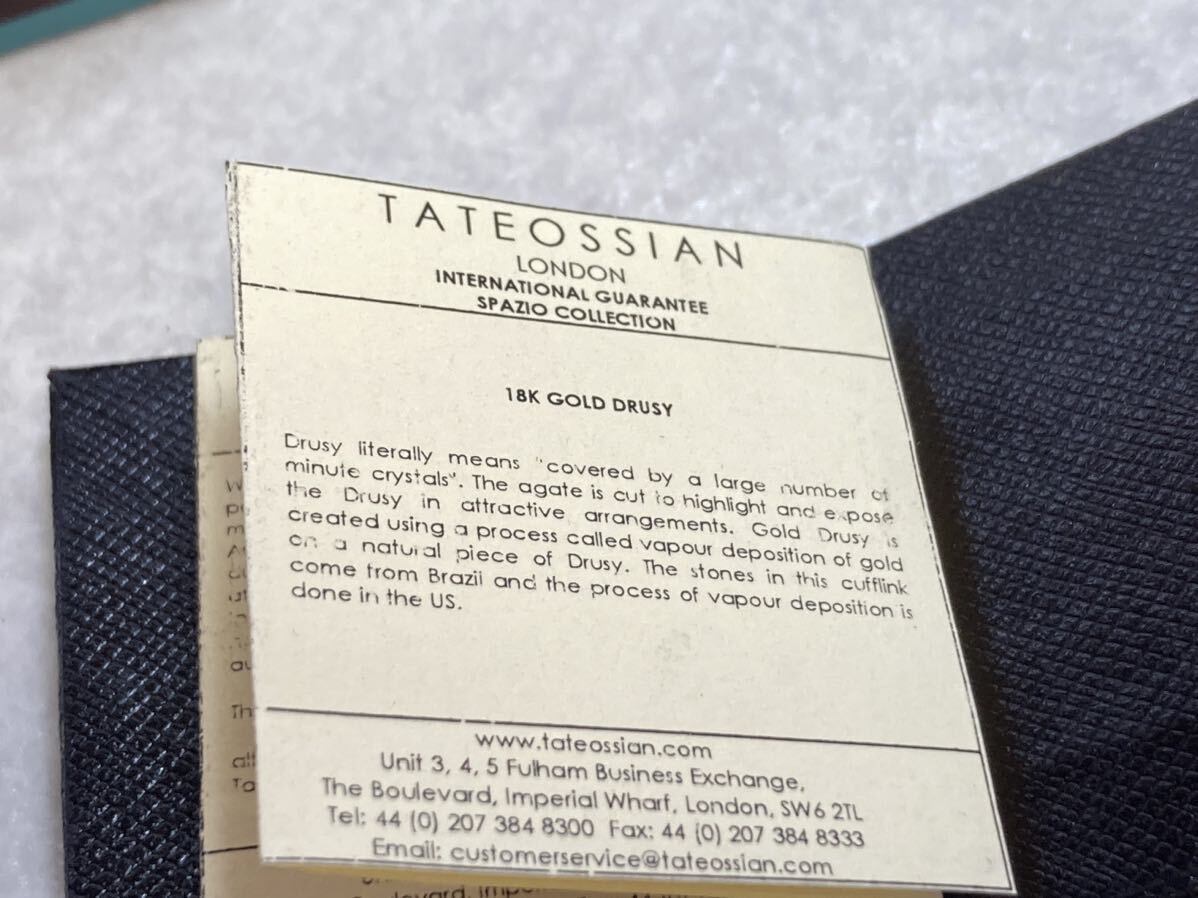 TATEOSSIAN
LONDON
INTERNATIONAL GUARANTEE
SPAZIO COLLECTION
18K GOLD DRUSY
Drusy literally means "covered by a large number of
minute crystals". The agate is cut to highlight and expose
the Drusy in attractive arrangements. Gold Drusy is
created using a process called vapour deposition of gold
on a natural piece of Drusy. The stones in this cufflink
come from Brazil and the process of vapour deposition is
done in the US.
www.tateossian.com
Unit 3, 4, 5 Fulham Business Exchange,
The Boulevard, Imperial Wharf, London, SW6 2TL
Tel: 44 (0) 207 384 8300 Fax: 44 (0) 207 384 8333
Email: customerservice@tateossian.com